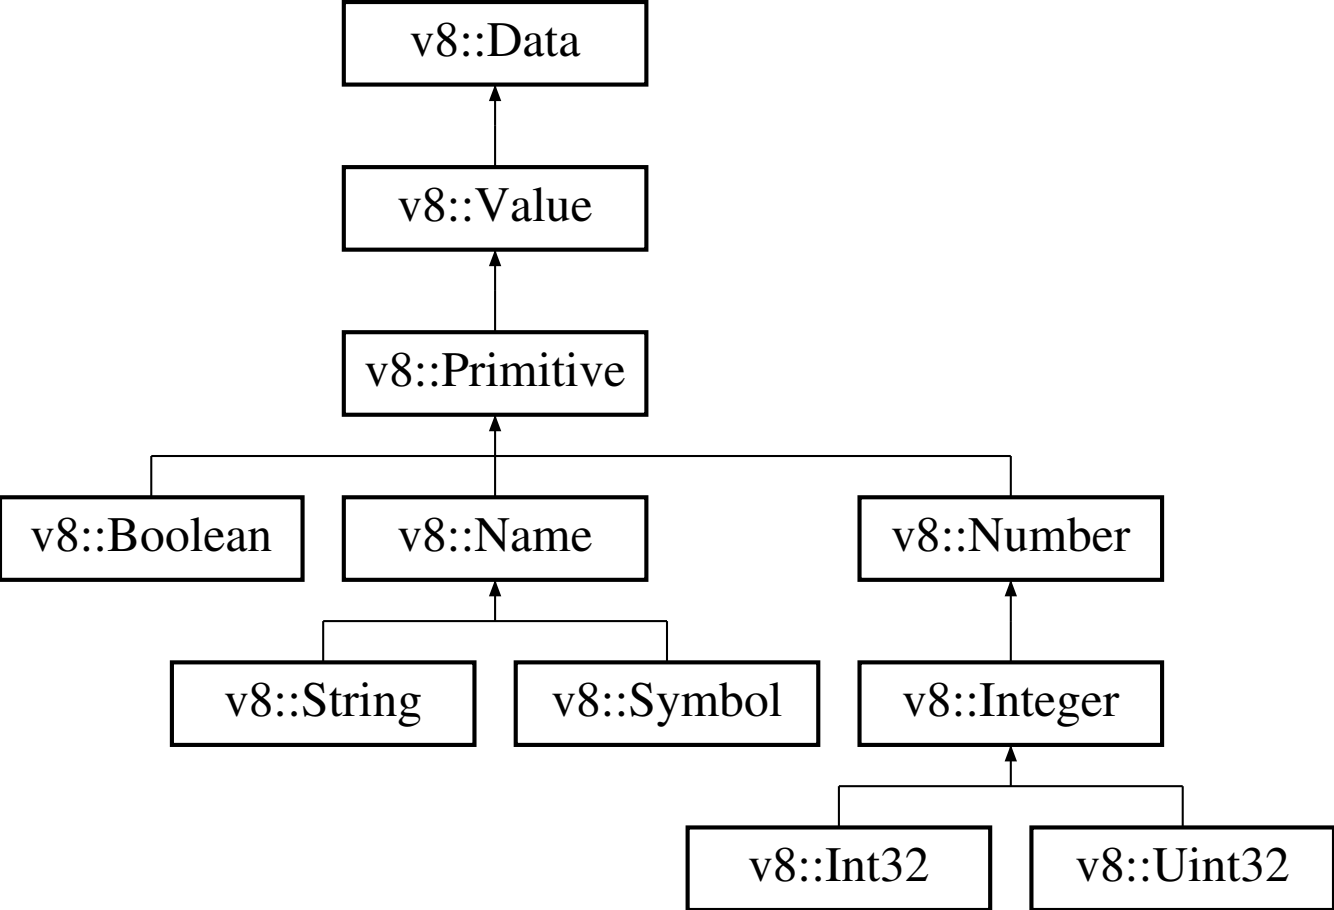 v8::Data
v8::Value
v8::Primitive
v8::Boolean
v8::Name
v8::Number
v8::String
v8::Symbol
v8::Integer
v8::Int32
v8::Uint32